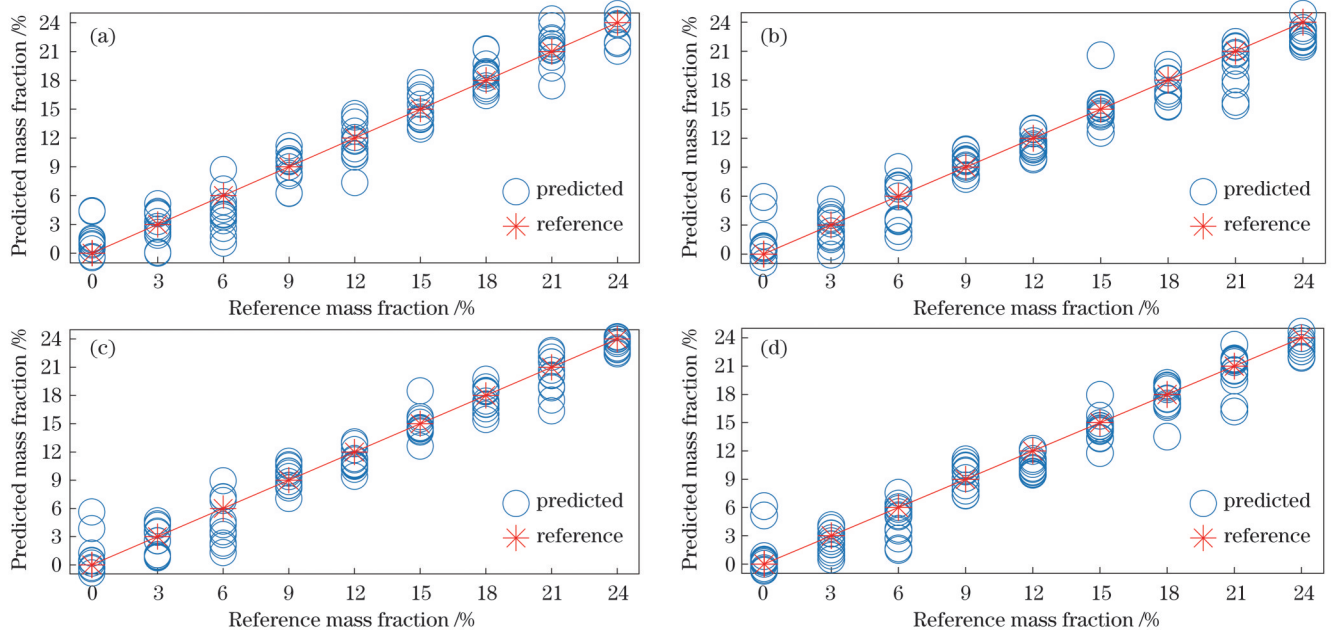 (a)
Predicted mass fraction /%
24
21
18
15
12
9
6
3
0
predicted
reference
0 3 6 9 12 15 18 21 24
Reference mass fraction /%
(b)
Predicted mass fraction /%
24
21
18
15
12
9
6
3
0
predicted
reference
0 3 6 9 12 15 18 21 24
Reference mass fraction /%
(c)
Predicted mass fraction /%
24
21
18
15
12
9
6
3
0
predicted
reference
0 3 6 9 12 15 18 21 24
Reference mass fraction /%
(d)
Predicted mass fraction /%
24
21
18
15
12
9
6
3
0
predicted
reference
0 3 6 9 12 15 18 21 24
Reference mass fraction /%